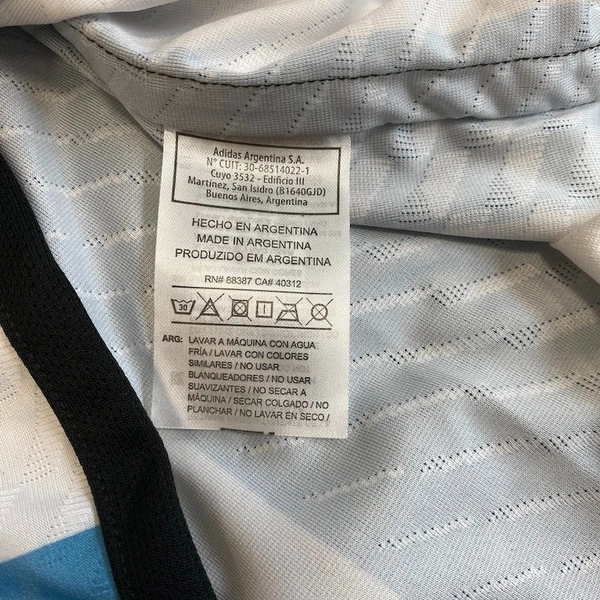 Adidas Argentina S.A.
N° CUIT: 30-68514022-1
Cuyo 3532 - Edificio III
Martínez, San Isidro (B1640GJD)
Buenos Aires, Argentina
HECHO EN ARGENTINA
MADE IN ARGENTINA
PRODUZIDO EM ARGENTINA
RN# 88387 CA# 40312
30
ARG: LAVAR A MÁQUINA CON AGUA
FRÍA / LAVAR CON COLORES
SIMILARES / NO USAR
BLANQUEADORES / NO USAR
SUAVIZANTES / NO SECAR A
MÁQUINA / SECAR COLGADO / NO
PLANCHAR / NO LAVAR EN SECO /